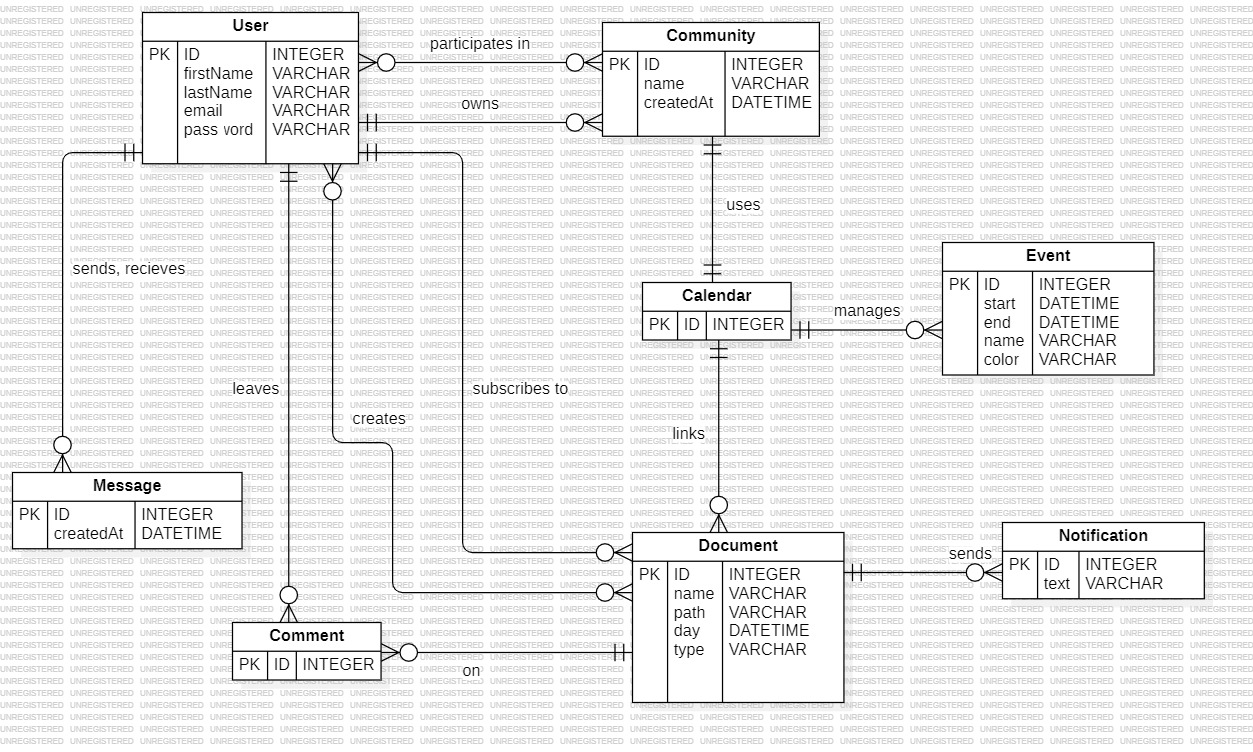 UNREGISTERED
User
PK ID INTEGER
firstName VARCHAR
lastName VARCHAR
email VARCHAR
pass vord VARCHAR
participates in
owns
Community
PK ID INTEGER
name VARCHAR
createdAt DATETIME
uses
sends, recieves
Calendar
PK ID INTEGER
manages
Event
PK ID INTEGER
start DATETIME
end DATETIME
name VARCHAR
color VARCHAR
leaves
creates
subscribes to
links
Message
PK ID INTEGER
createdAt DATETIME
Document
PK ID INTEGER
name VARCHAR
path VARCHAR
day DATETIME
type VARCHAR
sends
Notification
PK ID INTEGER
text VARCHAR
Comment
PK ID INTEGER
on